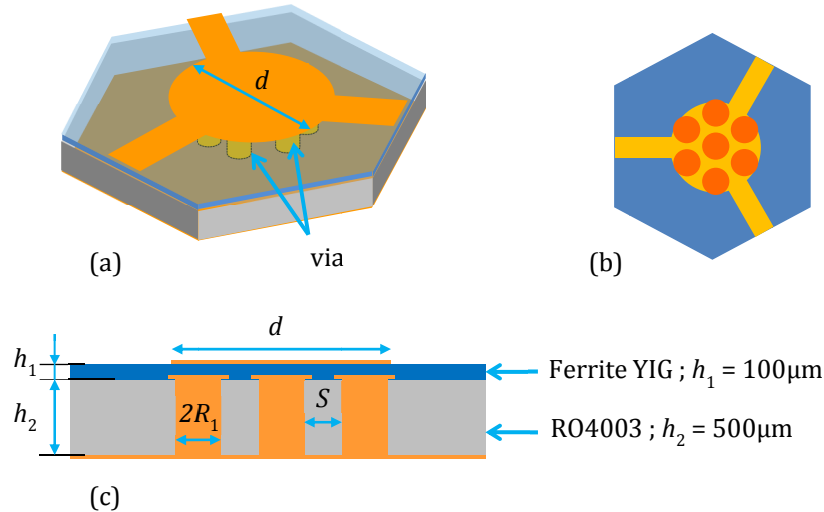 d
(a)
via
(b)
d
h₁
Ferrite YIG ; h₁ = 100µm
h₂
2R₁
S
RO4003 ; h₂ = 500µm
(c)